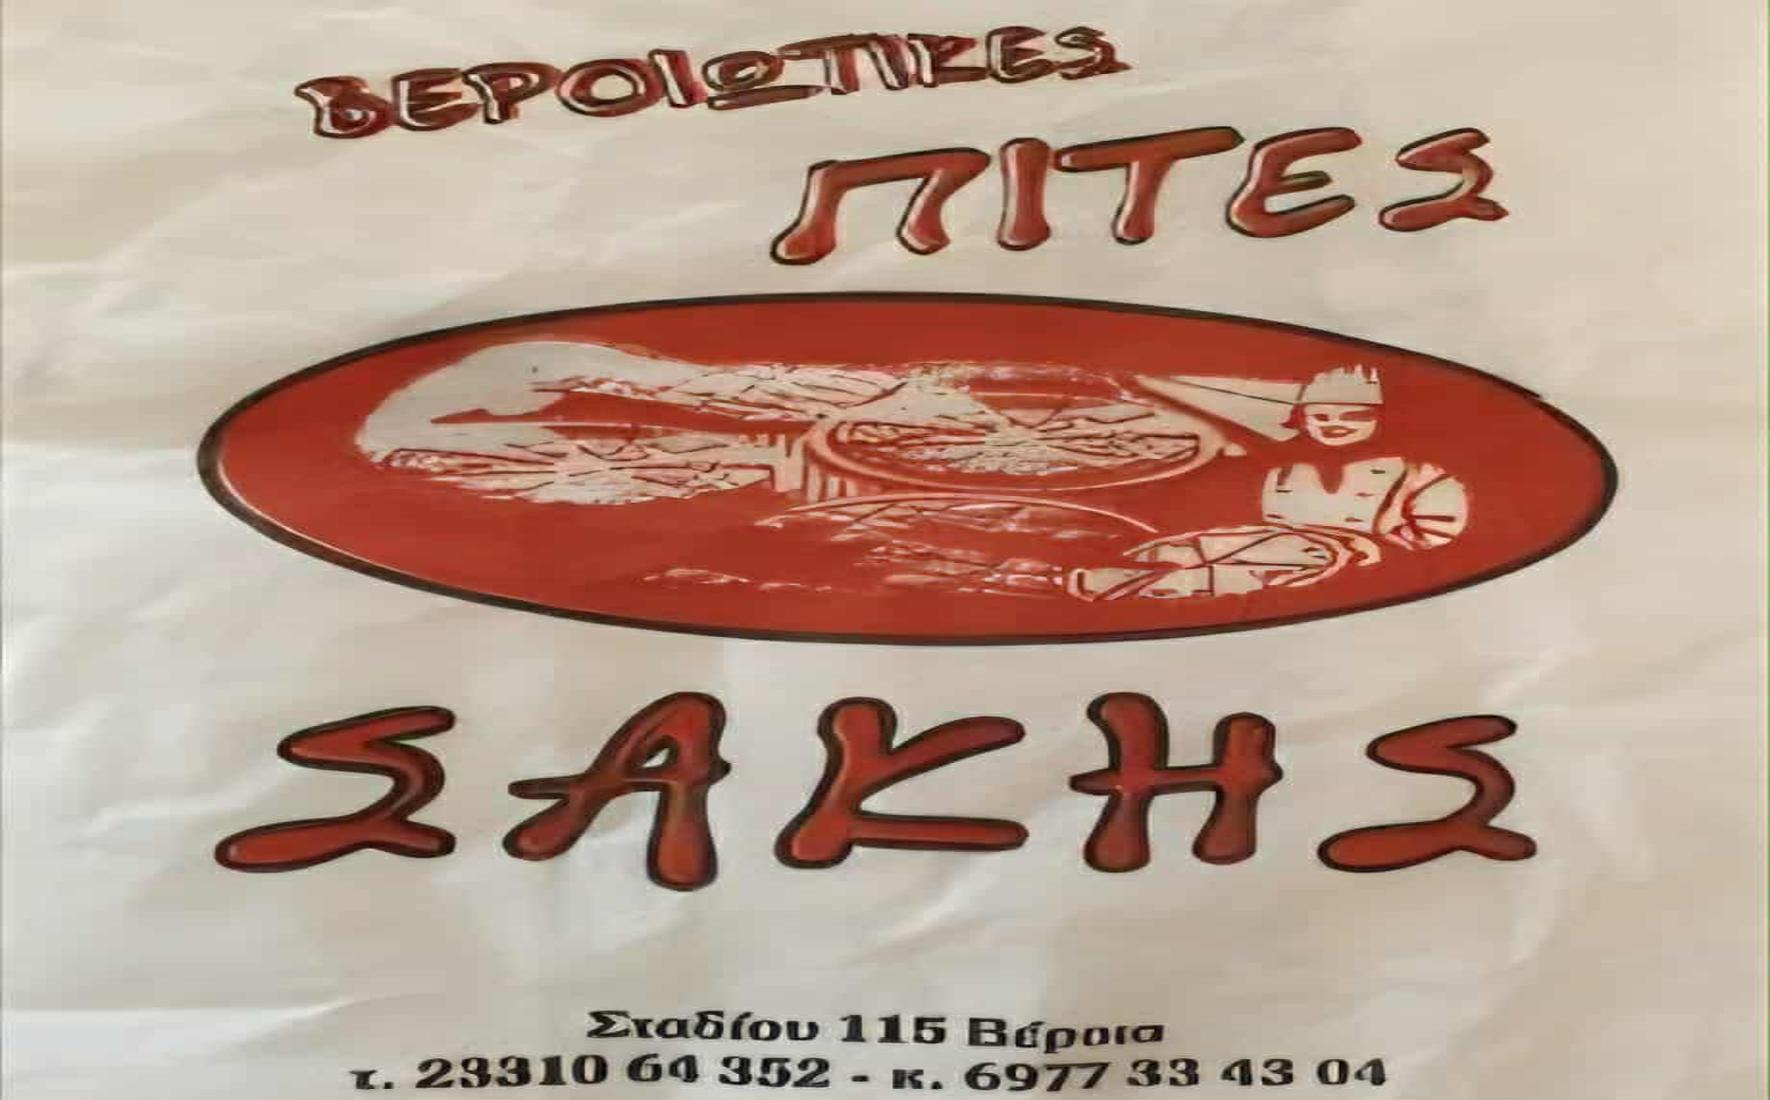 ΒΕΡΟΙΩΤΙΚΕΣ
ΠΙΤΕΣ
ΣΑΚΗΣ
Σταδίου 115 Βέροια
τ. 23310 64 352 - κ. 6977 33 43 04